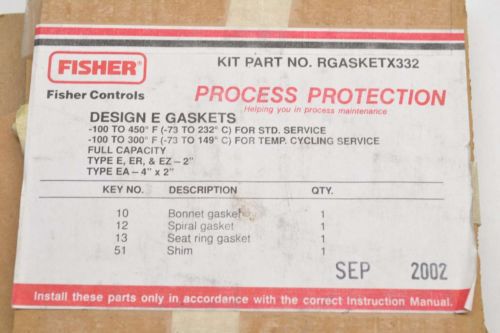 FISHER®
KIT PART NO. RGASKETX332
Fisher Controls
PROCESS PROTECTION
Helping you in process maintenance
DESIGN E GASKETS
-100 TO 450° F (-73 TO 232° C) FOR STD. SERVICE
-100 TO 300° F (-73 TO 149° C) FOR TEMP. CYCLING SERVICE
FULL CAPACITY
TYPE E, ER, & EZ – 2"
TYPE EA – 4" x 2"
KEY NO. DESCRIPTION QTY.
10 Bonnet gasket 1
12 Spiral gasket 1
13 Seat ring gasket 1
51 Shim 1
SEP 2002
Install these parts only in accordance with the correct Instruction Manual.